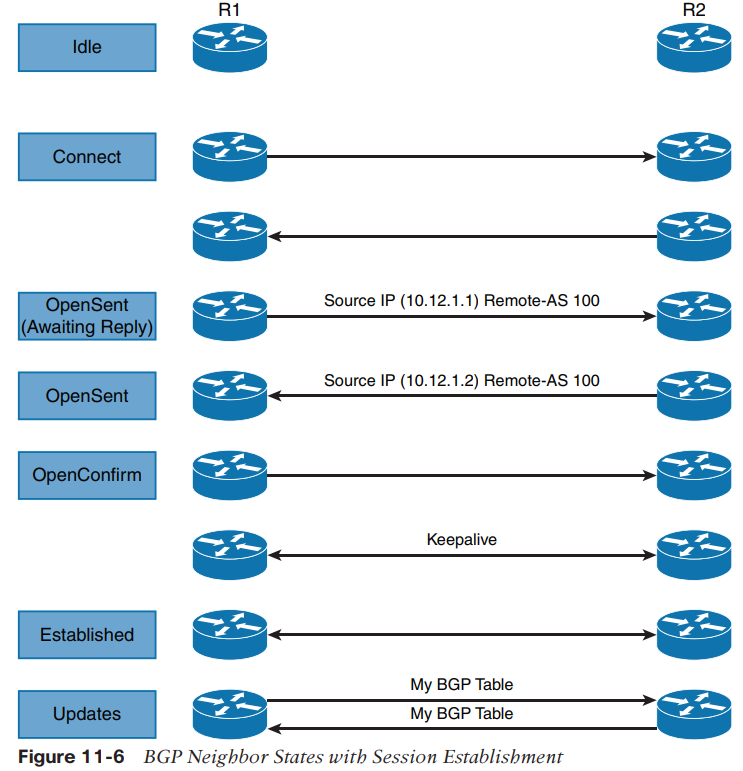 R1
R2
Idle
Connect
OpenSent
(Awaiting Reply)
Source IP (10.12.1.1) Remote-AS 100
OpenSent
Source IP (10.12.1.2) Remote-AS 100
OpenConfirm
Keepalive
Established
Updates
My BGP Table
My BGP Table
Figure 11-6 BGP Neighbor States with Session Establishment